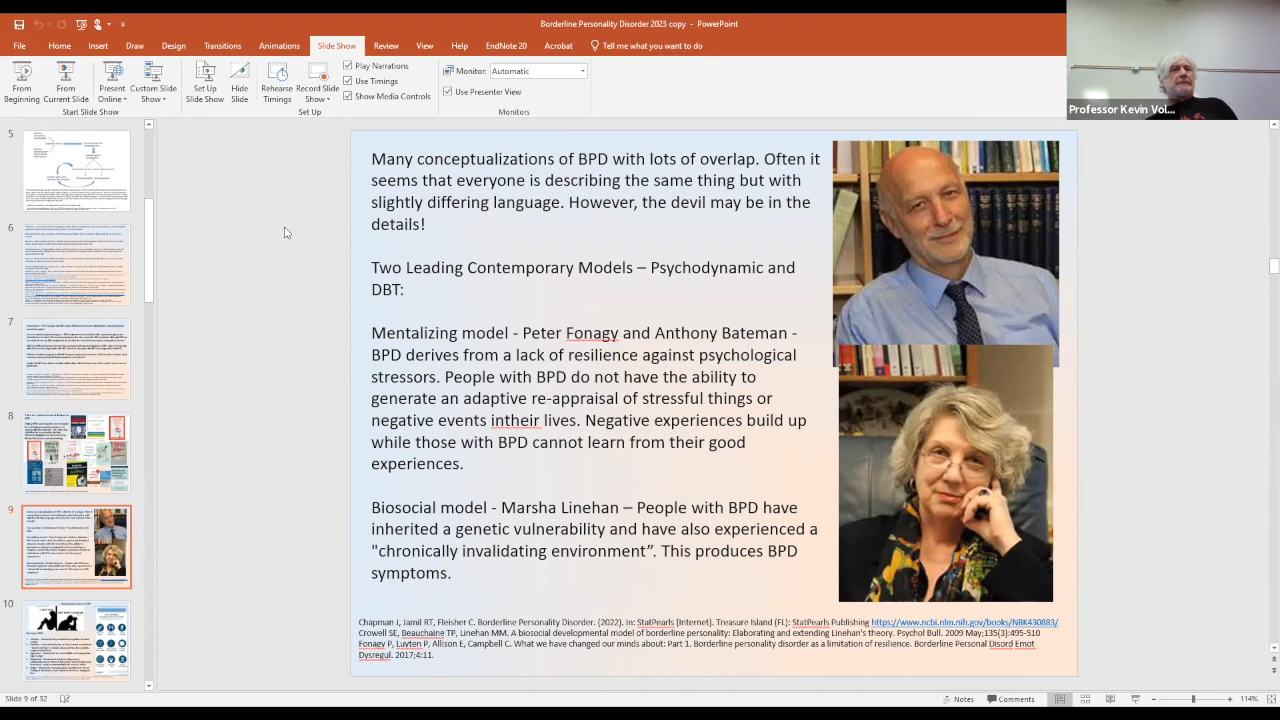 Borderline Personality Disorder 2023 copy - PowerPoint
File Home Insert Draw Design Transitions Animations Slide Show Review View Help EndNote 20 Acrobat Tell me what you want to do
From Beginning
From Current Slide
Present Online
Custom Slide Show
Start Slide Show
Set Up Slide Show
Hide Slide
Rehearse Timings
Record Slide Show
Play Narrations
Use Timings
Show Media Controls
Set Up
Monitor: Automatic
Use Presenter View
Monitors
Professor Kevin Vol...
5
6
7
8
9
10
Many conceptualizations of BPD with lots of overlap. Often it
seems that everyone is describing the same thing but with
slightly differing language. However, the devil may be in the
details!
Two Leading Contemporary Models – Psychodynamic and
DBT:
Mentalizing model - Peter Fonagy and Anthony Bateman -
BPD derives from a lack of resilience against psychological
stressors. People with BPD do not have the ability to
generate an adaptive re-appraisal of stressful things or
negative events intheir lives. Negative experiences build up
while those with BPD cannot learn from their good
experiences.
Biosocial model - Marsha Linehan – People with BPD have
inherited a genetic vulnerability and have also experienced a
"chronically invalidating environment”. This produces BPD
symptoms.
Chapman J, Jamil RT, Fleisher C. Borderline Personality Disorder. (2022). In: StatPearls [Internet]. Treasure Island (FL): StatPearls Publishing https://www.ncbi.nlm.nih.gov/books/NBK430883/
Crowell SE, Beauchaine TP, Linehan MM. A biosocial developmental model of borderline personality: Elaborating and extending Linehan's theory. Psychol Bull. 2009 May;135(3):495-510
Fonagy P, Luyten P, Allison E, Campbell C. What we have changed our minds about: Part 1. Borderline personality disorder as a limitation of resilience. Borderline Personal Disord Emot
Dysregul. 2017;4:11.
Slide 9 of 32
Notes Comments
114%